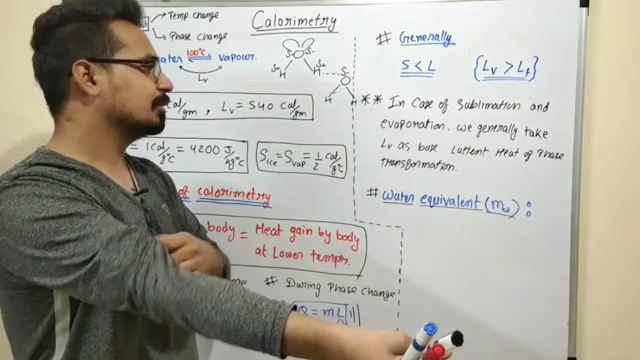 Calorimetry
Temp. change
Phase change
water 100°C vapour.
Lv
S
δ-
δ+
H
δ+
H
H
H
cal/gm , Lv = 540 cal/gm
= 1 cal/g°C = 4200 J/kg°C
Sice = Svap = 1/2 cal/g°C
of calorimetry
body = Heat gain by body
at Lower temptr.
# During Phase Change
Q = mL
# Generally
S < L {Lv > Lf}
** In Case of Sublimation and
evaporation. we generally take
Lv as base Lattent Heat of Phase
transformation.
# Water equivalent (mw) :